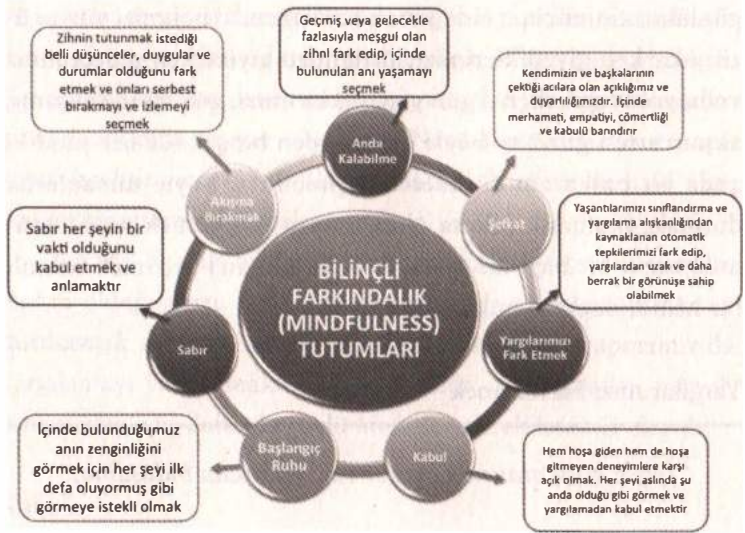 Zihnin tutunmak istediği
belli düşünceler, duygular ve
durumlar olduğunu fark
etmek ve onları serbest
bırakmayı ve izlemeyi
seçmek
Geçmiş veya gelecekle
fazlasıyla meşgul olan
zihni fark edip, içinde
bulunulan anı yaşamayı
seçmek
Kendimizin ve başkalarının
çektiği acılara olan açıklığımız ve
duyarlılığımızdır. İçinde
merhameti, empatiyi, cömertliği
ve kabulü barındırır
Anda
Kalabilme
Akışına
Bırakmak
Şefkat
Sabır her şeyin bir
vakti olduğunu
kabul etmek ve
anlamaktır
Yaşantılarımızı sınıflandırma ve
yargılama alışkanlığından
kaynaklanan otomatik
tepkilerimizi fark edip,
yargılardan uzak ve daha
berrak bir görünüşe sahip
olabilmek
BİLİNÇLİ
FARKINDALIK
(MINDFULNESS)
TUTUMLARI
Sabır
Yargılarımızı
Fark Etmek
Başlangıç
Ruhu
Kabul
İçinde bulunduğumuz
anın zenginliğini
görmek için her şeyi ilk
defa oluyormuş gibi
görmeye istekli olmak
Hem hoşa giden hem de hoşa
gitmeyen deneyimlere karşı
açık olmak. Her şeyi aslında şu
anda olduğu gibi görmek ve
yargılamadan kabul etmektir